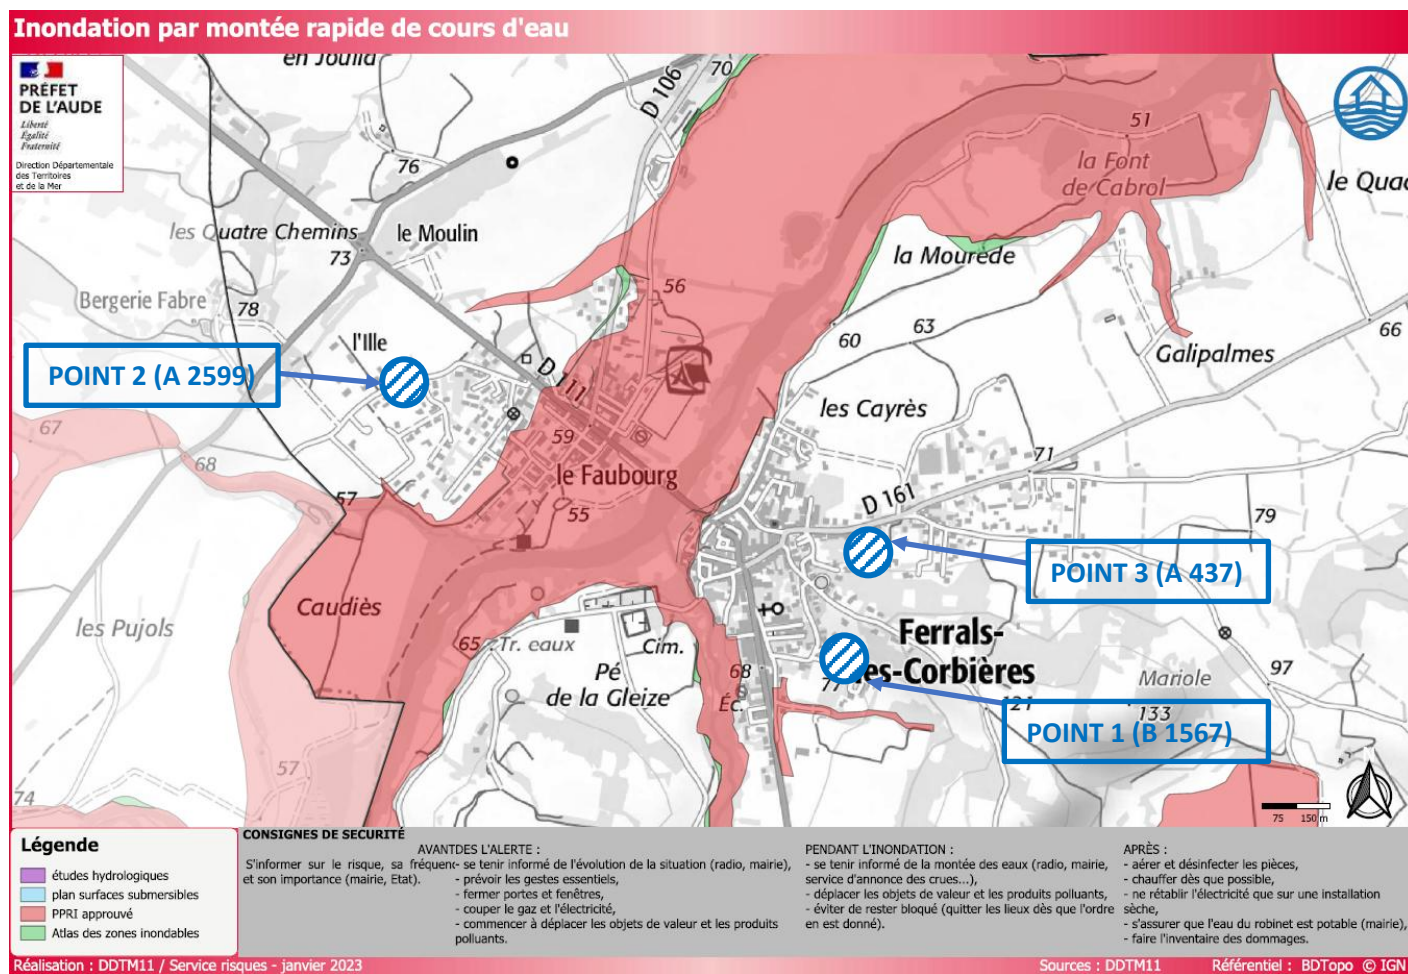 Inondation par montée rapide de cours d'eau
PRÉFET
DE L'AUDE
Liberté
Égalité
Fraternité
Direction Départementale
des Territoires
et de la Mer
en Jouila
D 106
70
76
51
la Font
de Cabrol
le Quad
les Quatre Chemins
73
le Moulin
la Mourède
Bergerie Fabre
78
56
60
63
66
l'Ille
D 111
Galipalmes
POINT 2 (A 2599)
les Cayrès
67
68
59
le Faubourg
71
57
55
D 161
79
POINT 3 (A 437)
Caudiès
les Pujols
65
Tr. eaux
Cim.
Ferrals-
les-Corbières
Pé
de la Gleize
68
77
Éc.
Mariole
97
121
133
POINT 1 (B 1567)
57
74
75 150 m
Légende
études hydrologiques
plan surfaces submersibles
PPRI approuvé
Atlas des zones inondables
CONSIGNES DE SECURITÉ
AVANT
S'informer sur le risque, sa fréquenc
et son importance (mairie, Etat).
DES L'ALERTE :
- se tenir informé de l'évolution de la situation (radio, mairie),
- prévoir les gestes essentiels,
- fermer portes et fenêtres,
- couper le gaz et l'électricité,
- commencer à déplacer les objets de valeur et les produits
polluants.
PENDANT L'INONDATION :
- se tenir informé de la montée des eaux (radio, mairie,
service d'annonce des crues...),
- déplacer les objets de valeur et les produits polluants,
- éviter de rester bloqué (quitter les lieux dès que l'ordre
en est donné).
APRÈS :
- aérer et désinfecter les pièces,
- chauffer dès que possible,
- ne rétablir l'électricité que sur une installation
sèche,
- s'assurer que l'eau du robinet est potable (mairie),
- faire l'inventaire des dommages.
Réalisation : DDTM11 / Service risques - janvier 2023
Sources : DDTM11
Référentiel : BDTopo © IGN